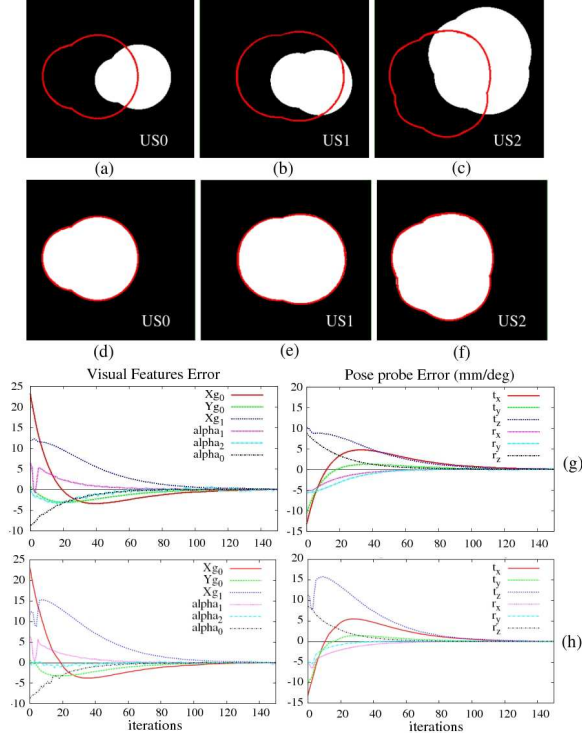 US0
US1
US2
(a)
(b)
(c)
US0
US1
US2
(d)
(e)
(f)
Visual Features Error
25
20
15
10
5
0
-5
-10
0 20 40 60 80 100 120 140
Xg0
Yg0
Xg1
alpha1
alpha2
alpha0
Pose probe Error (mm/deg)
20
15
10
5
0
-5
-10
-15
0 20 40 60 80 100 120 140
tx
ty
tz
rx
ry
rz
(g)
25
20
15
10
5
0
-5
-10
0 20 40 60 80 100 120 140
iterations
Xg0
Yg0
Xg1
alpha1
alpha2
alpha0
20
15
10
5
0
-5
-10
-15
0 20 40 60 80 100 120 140
iterations
tx
ty
tz
rx
ry
rz
(h)